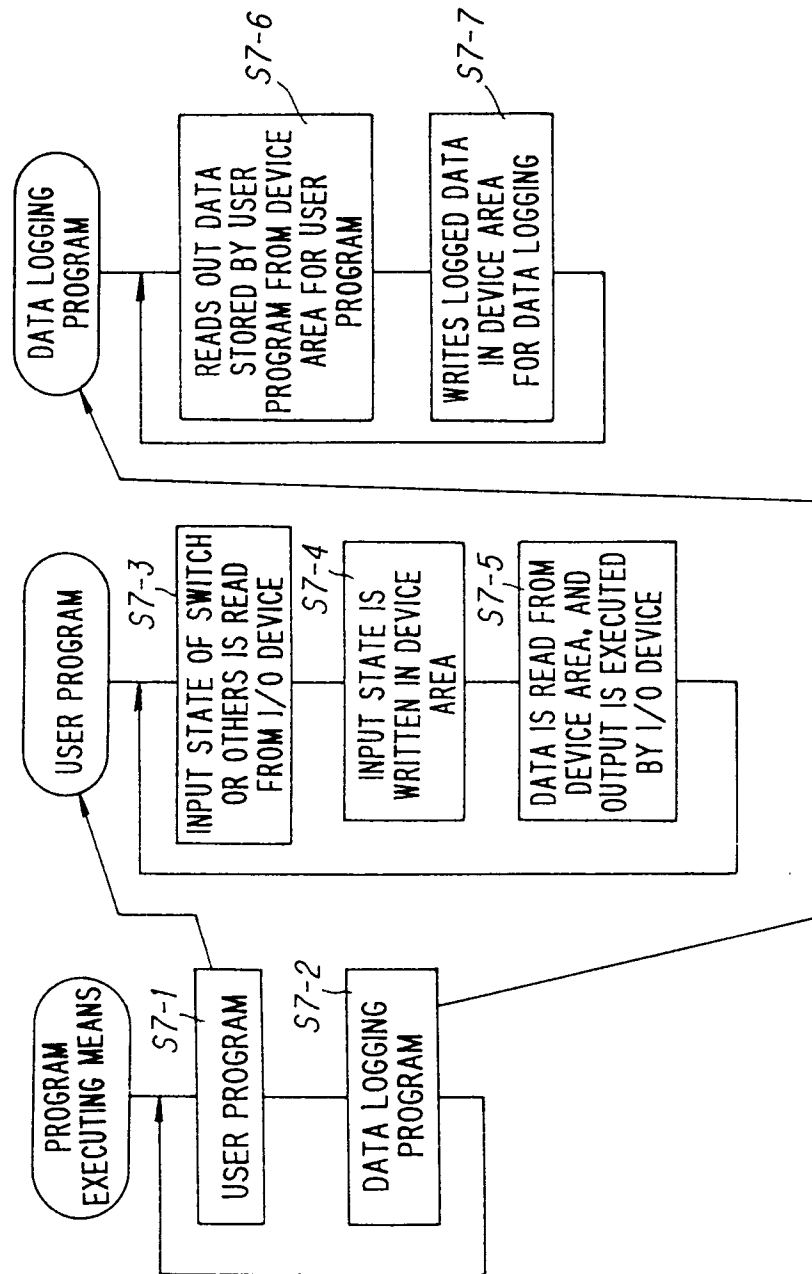 PROGRAM
EXECUTING MEANS
S7-1
USER PROGRAM
S7-2
DATA LOGGING
PROGRAM
USER PROGRAM
S7-3
INPUT STATE OF SWITCH
OR OTHERS IS READ
FROM I/O DEVICE
S7-4
INPUT STATE IS
WRITTEN IN DEVICE
AREA
S7-5
DATA IS READ FROM
DEVICE AREA, AND
OUTPUT IS EXECUTED
BY I/O DEVICE
DATA LOGGING
PROGRAM
S7-6
READS OUT DATA
STORED BY USER
PROGRAM FROM DEVICE
AREA FOR USER
PROGRAM
S7-7
WRITES LOGGED DATA
IN DEVICE AREA
FOR DATA LOGGING